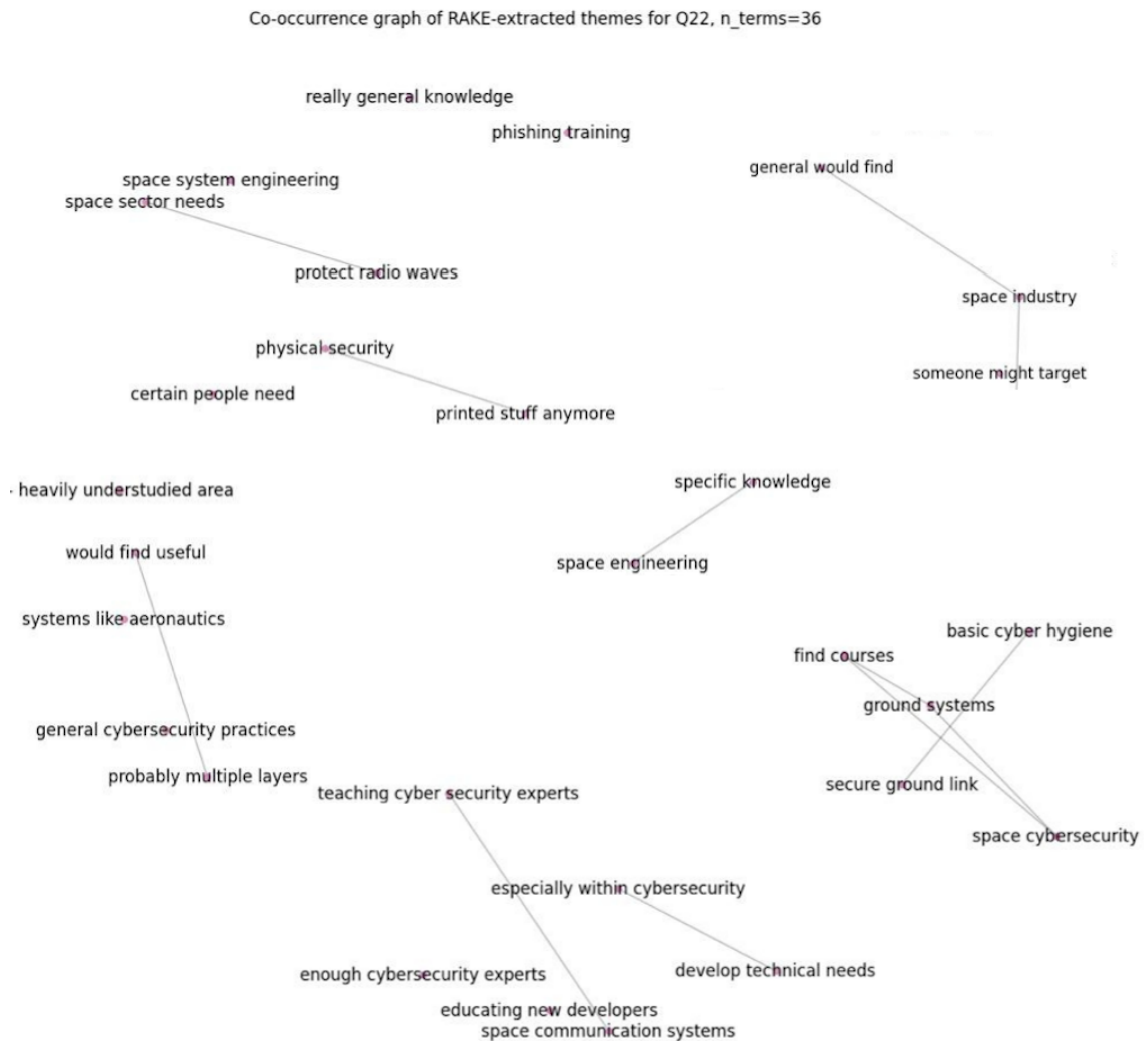 Co-occurrence graph of RAKE-extracted themes for Q22, n_terms=36
really general knowledge
phishing training
general would find
space system engineering
space sector needs
protect radio waves
space industry
physical security
someone might target
certain people need
printed stuff anymore
specific knowledge
heavily understudied area
would find useful
space engineering
systems like aeronautics
basic cyber hygiene
find courses
ground systems
general cybersecurity practices
probably multiple layers
secure ground link
teaching cyber security experts
space cybersecurity
especially within cybersecurity
develop technical needs
enough cybersecurity experts
educating new developers
space communication systems